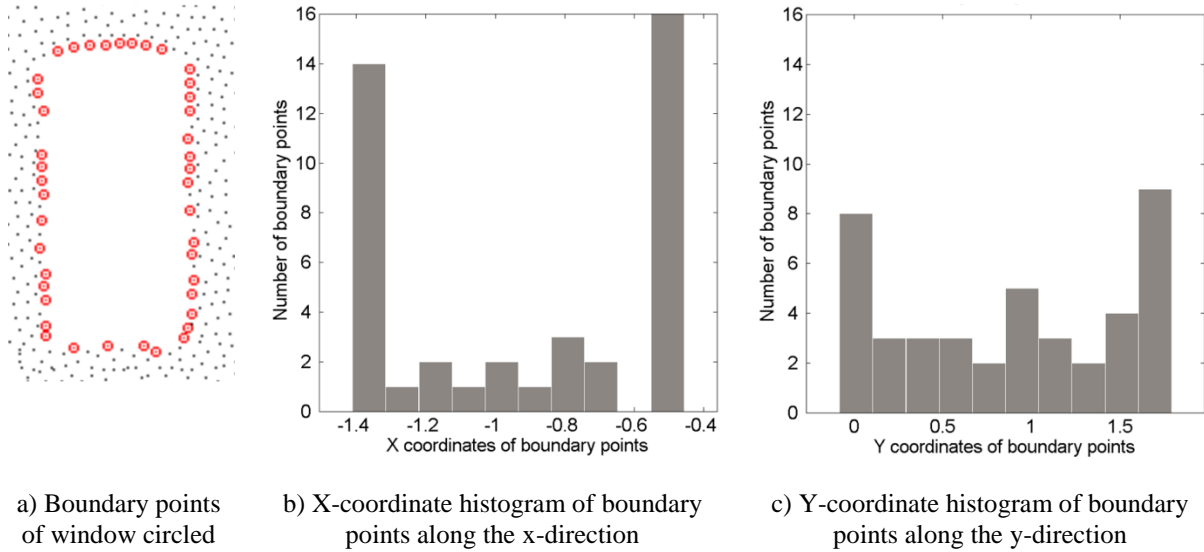 16
14
12
10
8
6
4
2
0
Number of boundary points
-1.4 -1.2 -1 -0.8 -0.6 -0.4
X coordinates of boundary points
16
14
12
10
8
6
4
2
0
Number of boundary points
0 0.5 1 1.5
Y coordinates of boundary points
a) Boundary points
of window circled
b) X-coordinate histogram of boundary
points along the x-direction
c) Y-coordinate histogram of boundary
points along the y-direction